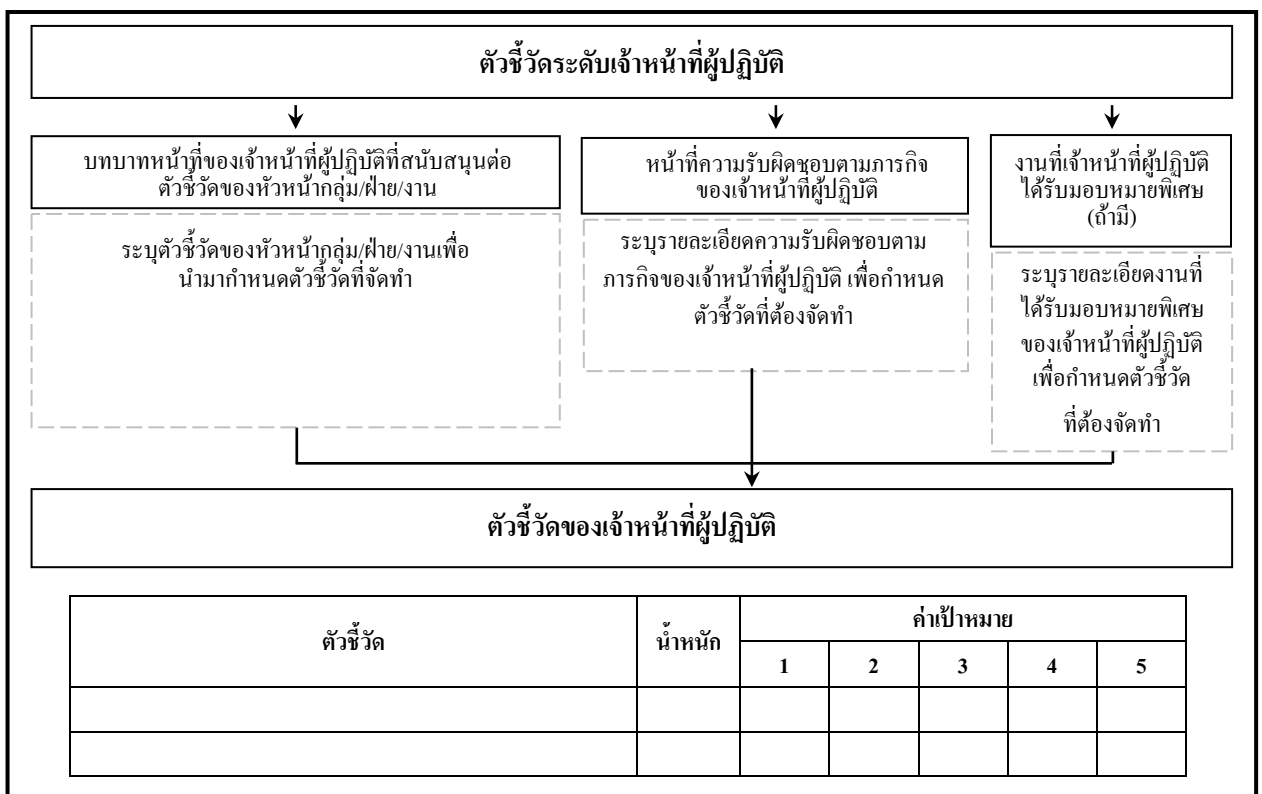 ตัวชี้วัดระดับเจ้าหน้าที่ผู้ปฏิบัติ
บทบาทหน้าที่ของเจ้าหน้าที่ผู้ปฏิบัติที่สนับสนุนต่อ
ตัวชี้วัดของหัวหน้ากลุ่ม/ฝ่าย/งาน
ระบุตัวชี้วัดของหัวหน้ากลุ่ม/ฝ่าย/งานเพื่อ
นำมากำหนดตัวชี้วัดที่จัดทำ
หน้าที่ความรับผิดชอบตามภารกิจ
ของเจ้าหน้าที่ผู้ปฏิบัติ
ระบุรายละเอียดความรับผิดชอบตาม
ภารกิจของเจ้าหน้าที่ผู้ปฏิบัติ เพื่อกำหนด
ตัวชี้วัดที่ต้องจัดทำ
งานที่เจ้าหน้าที่ผู้ปฏิบัติ
ได้รับมอบหมายพิเศษ
(ถ้ามี)
ระบุรายละเอียดงานที่
ได้รับมอบหมายพิเศษ
ของเจ้าหน้าที่ผู้ปฏิบัติ
เพื่อกำหนดตัวชี้วัด
ที่ต้องจัดทำ
ตัวชี้วัดของเจ้าหน้าที่ผู้ปฏิบัติ
ตัวชี้วัด น้ำหนัก ค่าเป้าหมาย
1 2 3 4 5